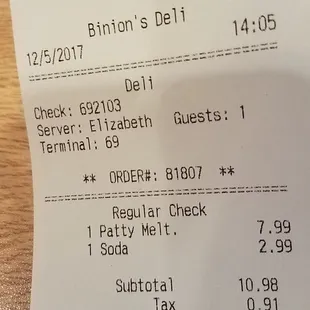 Binion's Deli
12/5/2017 14:05
Deli
Check: 692103
Server: Elizabeth Guests: 1
Terminal: 69
** ORDER#: 81807 **
Regular Check
1 Patty Melt. 7.99
1 Soda 2.99
Subtotal 10.98
Tax 0.91